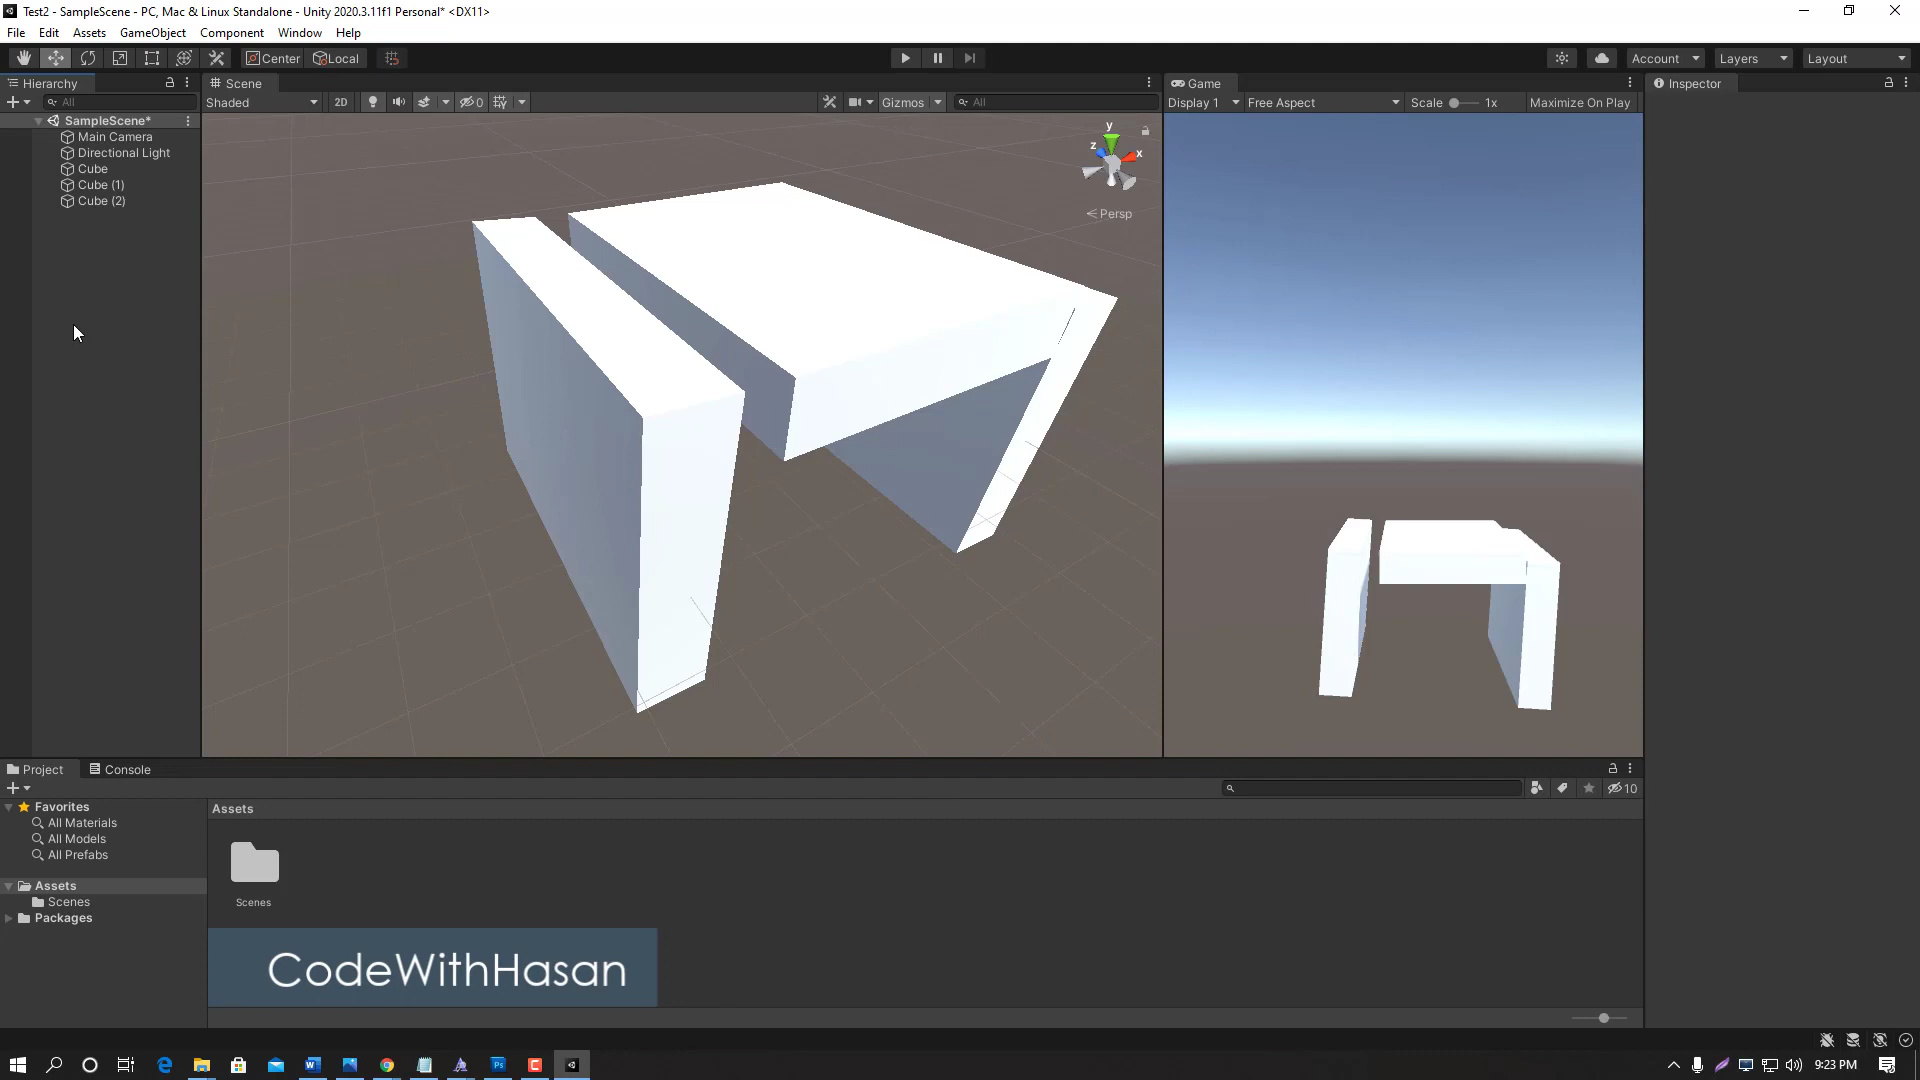 Test2 - SampleScene - PC, Mac & Linux Standalone - Unity 2020.3.11f1 Personal* <DX11>
File Edit Assets GameObject Component Window Help
Center Local Account Layers Layout
Hierarchy
All
SampleScene*
Main Camera
Directional Light
Cube
Cube (1)
Cube (2)
Scene
Shaded 2D 0 Gizmos All
y
z x
Persp
Game
Display 1 Free Aspect Scale 1x Maximize On Play
Inspector
Project Console
10
Favorites
All Materials
All Models
All Prefabs
Assets
Scenes
Packages
Assets
Scenes
CodeWithHasan
9:23 PM